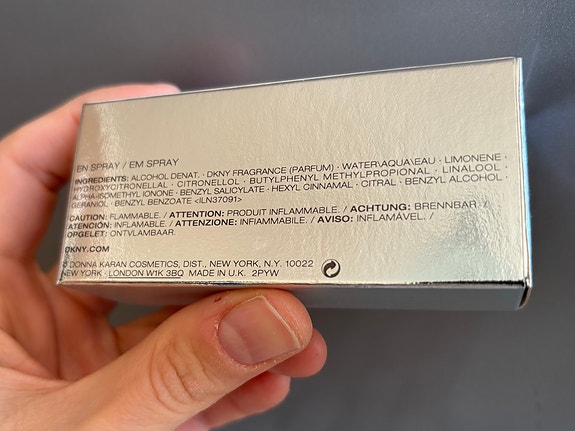 EN SPRAY / EM SPRAY
INGREDIENTS: ALCOHOL DENAT. · DKNY FRAGRANCE (PARFUM) · WATER\AQUA\EAU · LIMONENE ·
HYDROXYCITRONELLAL · CITRONELLOL · BUTYLPHENYL METHYLPROPIONAL · LINALOOL ·
ALPHA-ISOMETHYL IONONE · BENZYL SALICYLATE · HEXYL CINNAMAL · CITRAL · BENZYL ALCOHOL ·
GERANIOL · BENZYL BENZOATE <ILN37091>
CAUTION: FLAMMABLE. / ATTENTION: PRODUIT INFLAMMABLE. / ACHTUNG: BRENNBAR. /
ATENCIÓN: INFLAMABLE. / ATTENZIONE: INFIAMMABILE. / AVISO: INFLAMÁVEL. /
OPGELET: ONTVLAMBAAR.
DKNY.COM
© DONNA KARAN COSMETICS, DIST., NEW YORK, N.Y. 10022
NEW YORK · LONDON W1K 3BQ MADE IN U.K. 2PYW